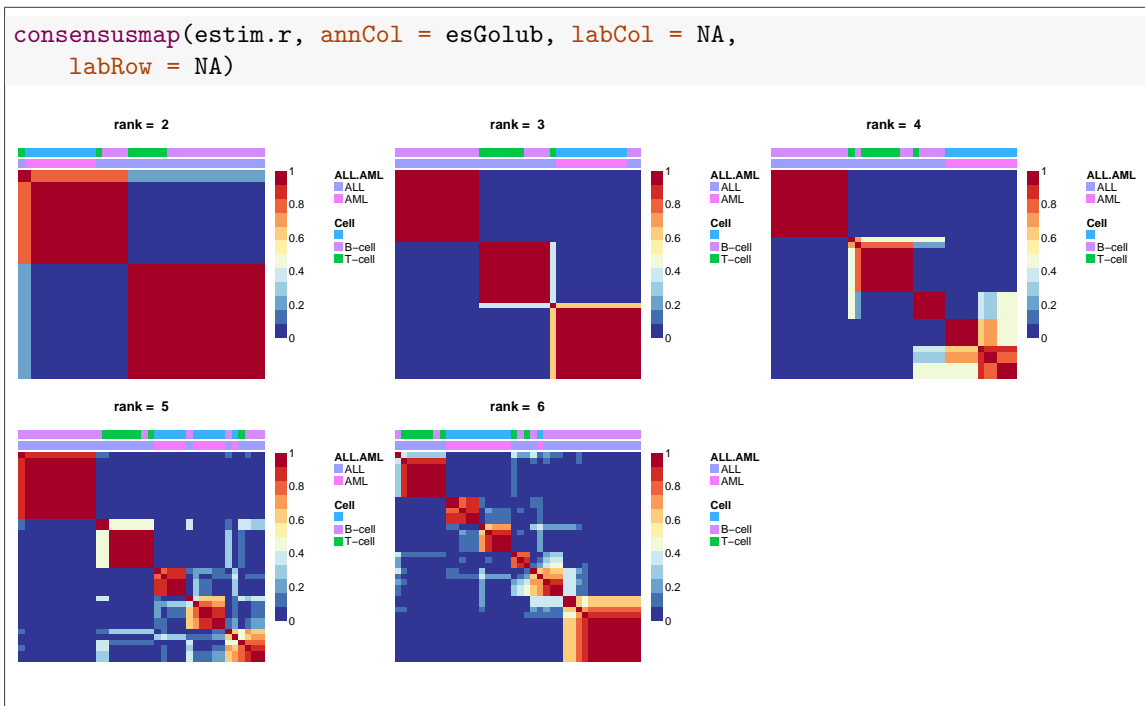 consensusmap(estim.r, annCol = esGolub, labCol = NA,
labRow = NA)
rank = 2
1
0.8
0.6
0.4
0.2
0
ALL.AML
ALL
AML
Cell
B−cell
T−cell
rank = 3
1
0.8
0.6
0.4
0.2
0
ALL.AML
ALL
AML
Cell
B−cell
T−cell
rank = 4
1
0.8
0.6
0.4
0.2
0
ALL.AML
ALL
AML
Cell
B−cell
T−cell
rank = 5
1
0.8
0.6
0.4
0.2
0
ALL.AML
ALL
AML
Cell
B−cell
T−cell
rank = 6
1
0.8
0.6
0.4
0.2
0
ALL.AML
ALL
AML
Cell
B−cell
T−cell